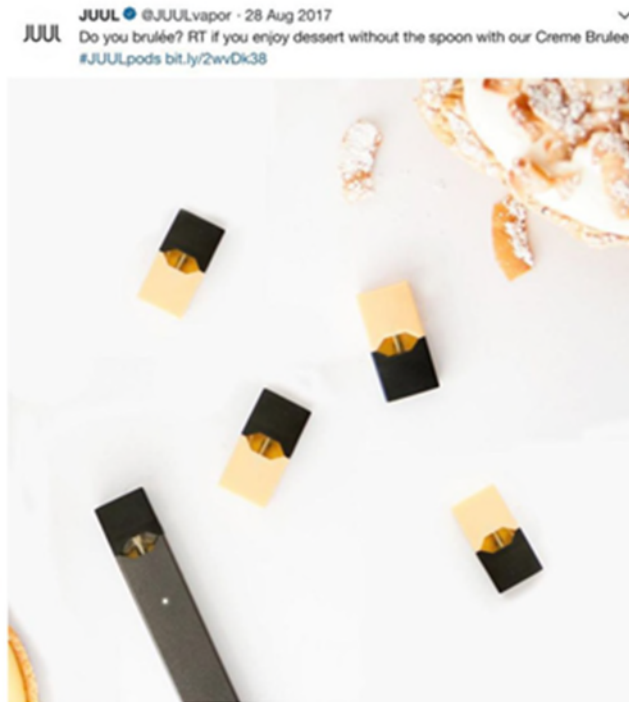 JUUL @JUULvapor · 28 Aug 2017
JUUL
Do you brulée? RT if you enjoy dessert without the spoon with our Creme Brulee
#JUULpods bit.ly/2wvDk38